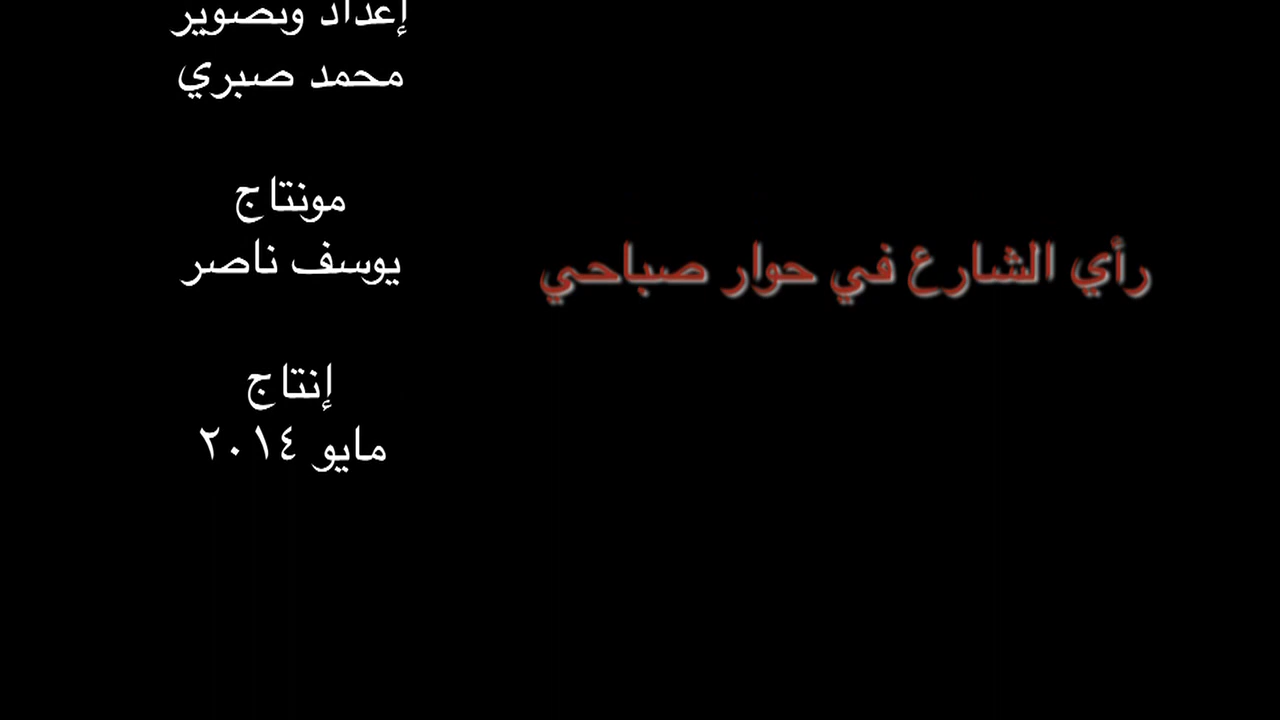 إعداد وتصوير
محمد صبري
مونتاج
يوسف ناصر
إنتاج
مايو ٢٠١٤
رأي الشارع في حوار صباحي